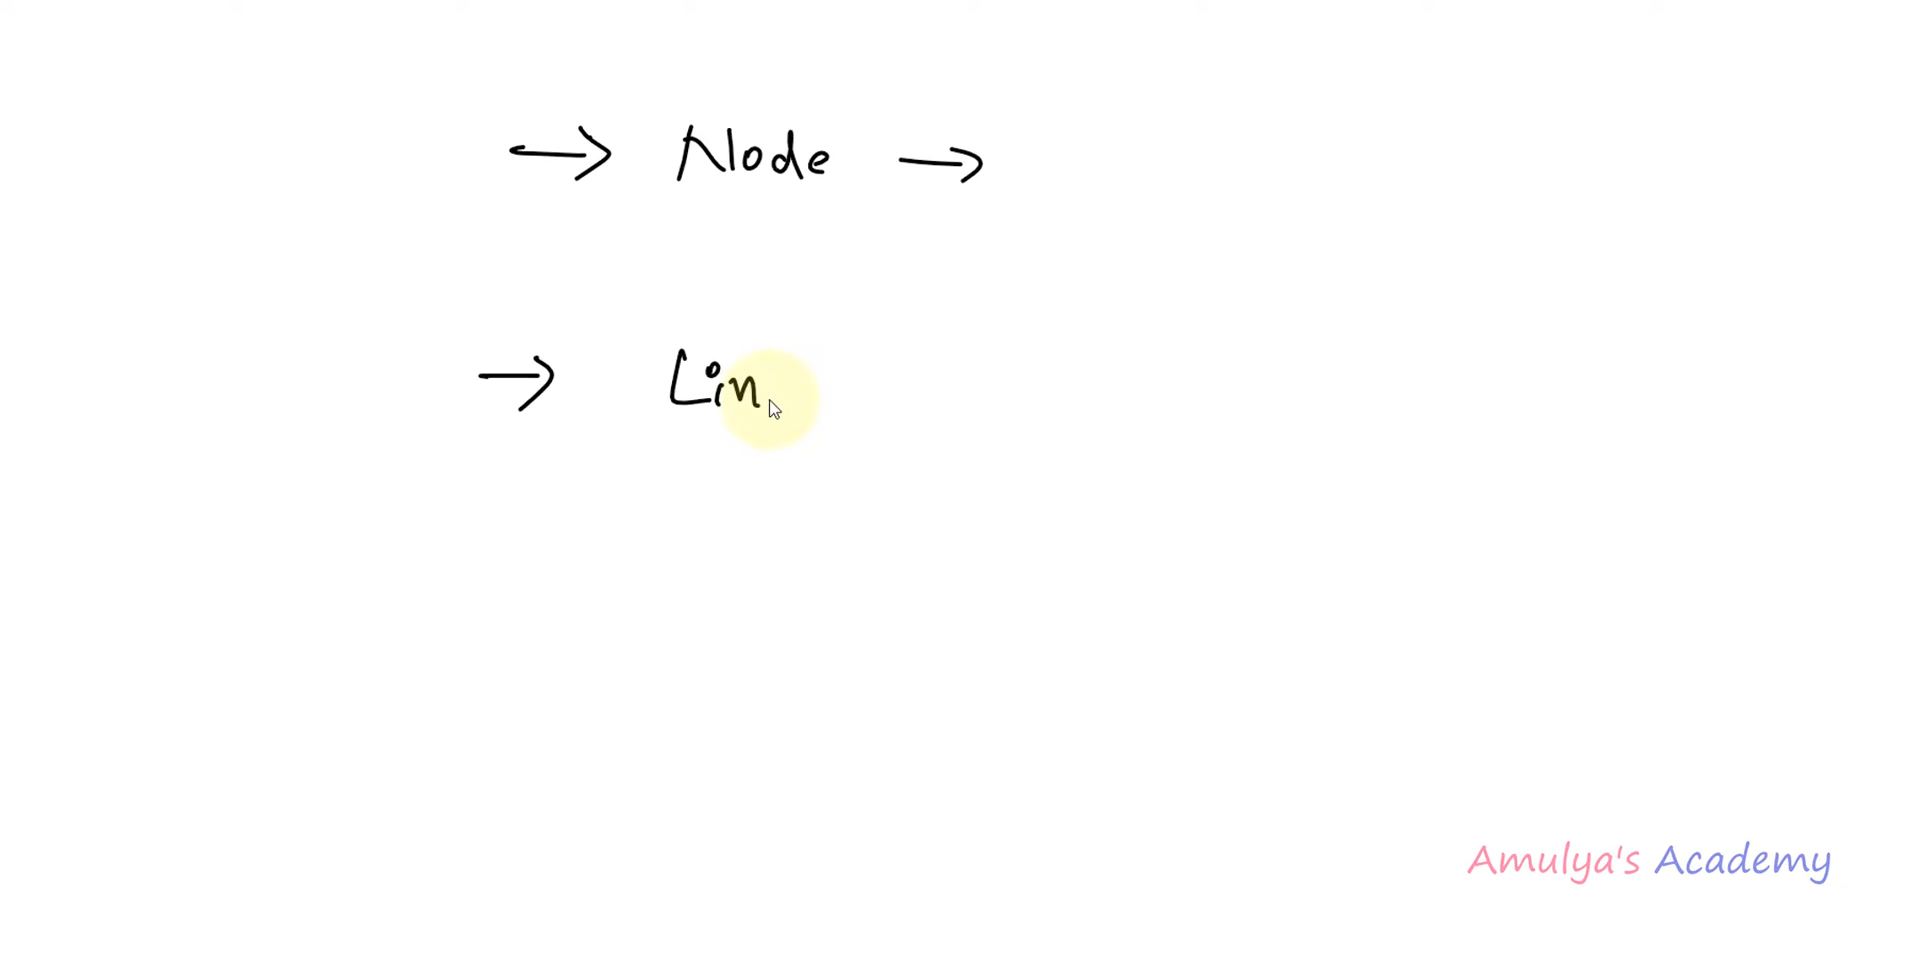 → Node →
→ Lin
Amulya's Academy